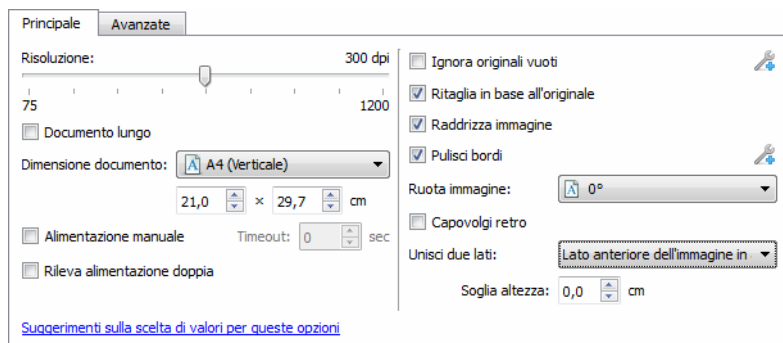 Principale Avanzate
Risoluzione: 300 dpi
75 1200
Documento lungo
Dimensione documento: A4 (Verticale)
21,0 × 29,7 cm
Alimentazione manuale Timeout: 0 sec
Rileva alimentazione doppia
Suggerimenti sulla scelta di valori per queste opzioni
Ignora originali vuoti
Ritaglia in base all'originale
Raddrizza immagine
Pulisci bordi
Ruota immagine: 0°
Capovolgi retro
Unisci due lati: Lato anteriore dell'immagine in
Soglia altezza: 0,0 cm